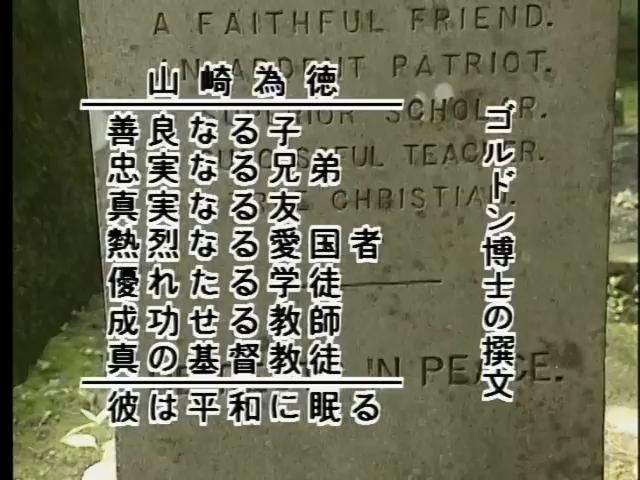 A FAITHFUL FRIEND.
PATRIOT.
SCHOLAR.
TEACHER.
CHRISTIAN.
IN PEACE.
山崎為徳
善良なる子
忠実なる兄弟
真実なる友
熱烈なる愛国者
優れたる学徒
成功せる教師
真の基督教徒
彼は平和に眠る
ゴルドン博士の撰文